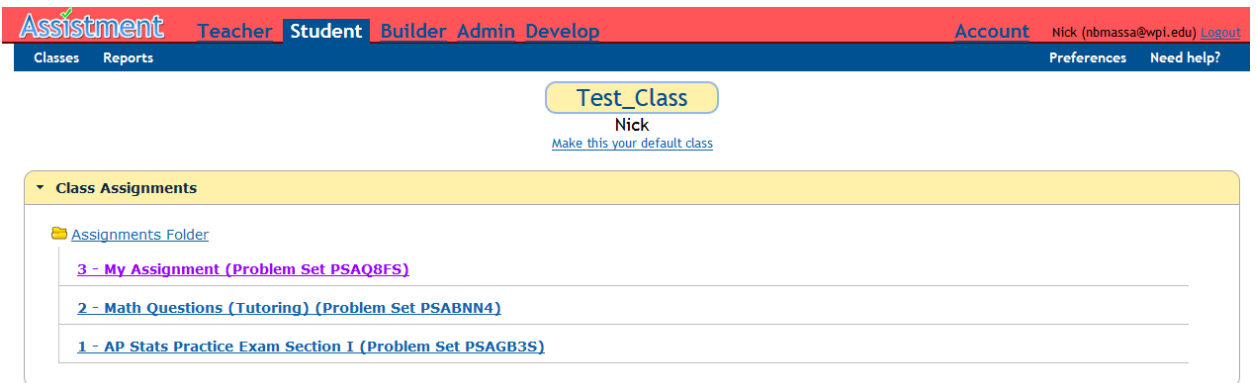 Assistment Teacher Student Builder Admin Develop Account Nick (nbmassa@wpi.edu) Logout
Classes Reports Preferences Need help?
Test_Class
Nick
Make this your default class
Class Assignments
Assignments Folder
3 - My Assignment (Problem Set PSAQ8FS)
2 - Math Questions (Tutoring) (Problem Set PSABNN4)
1 - AP Stats Practice Exam Section I (Problem Set PSAGB3S)